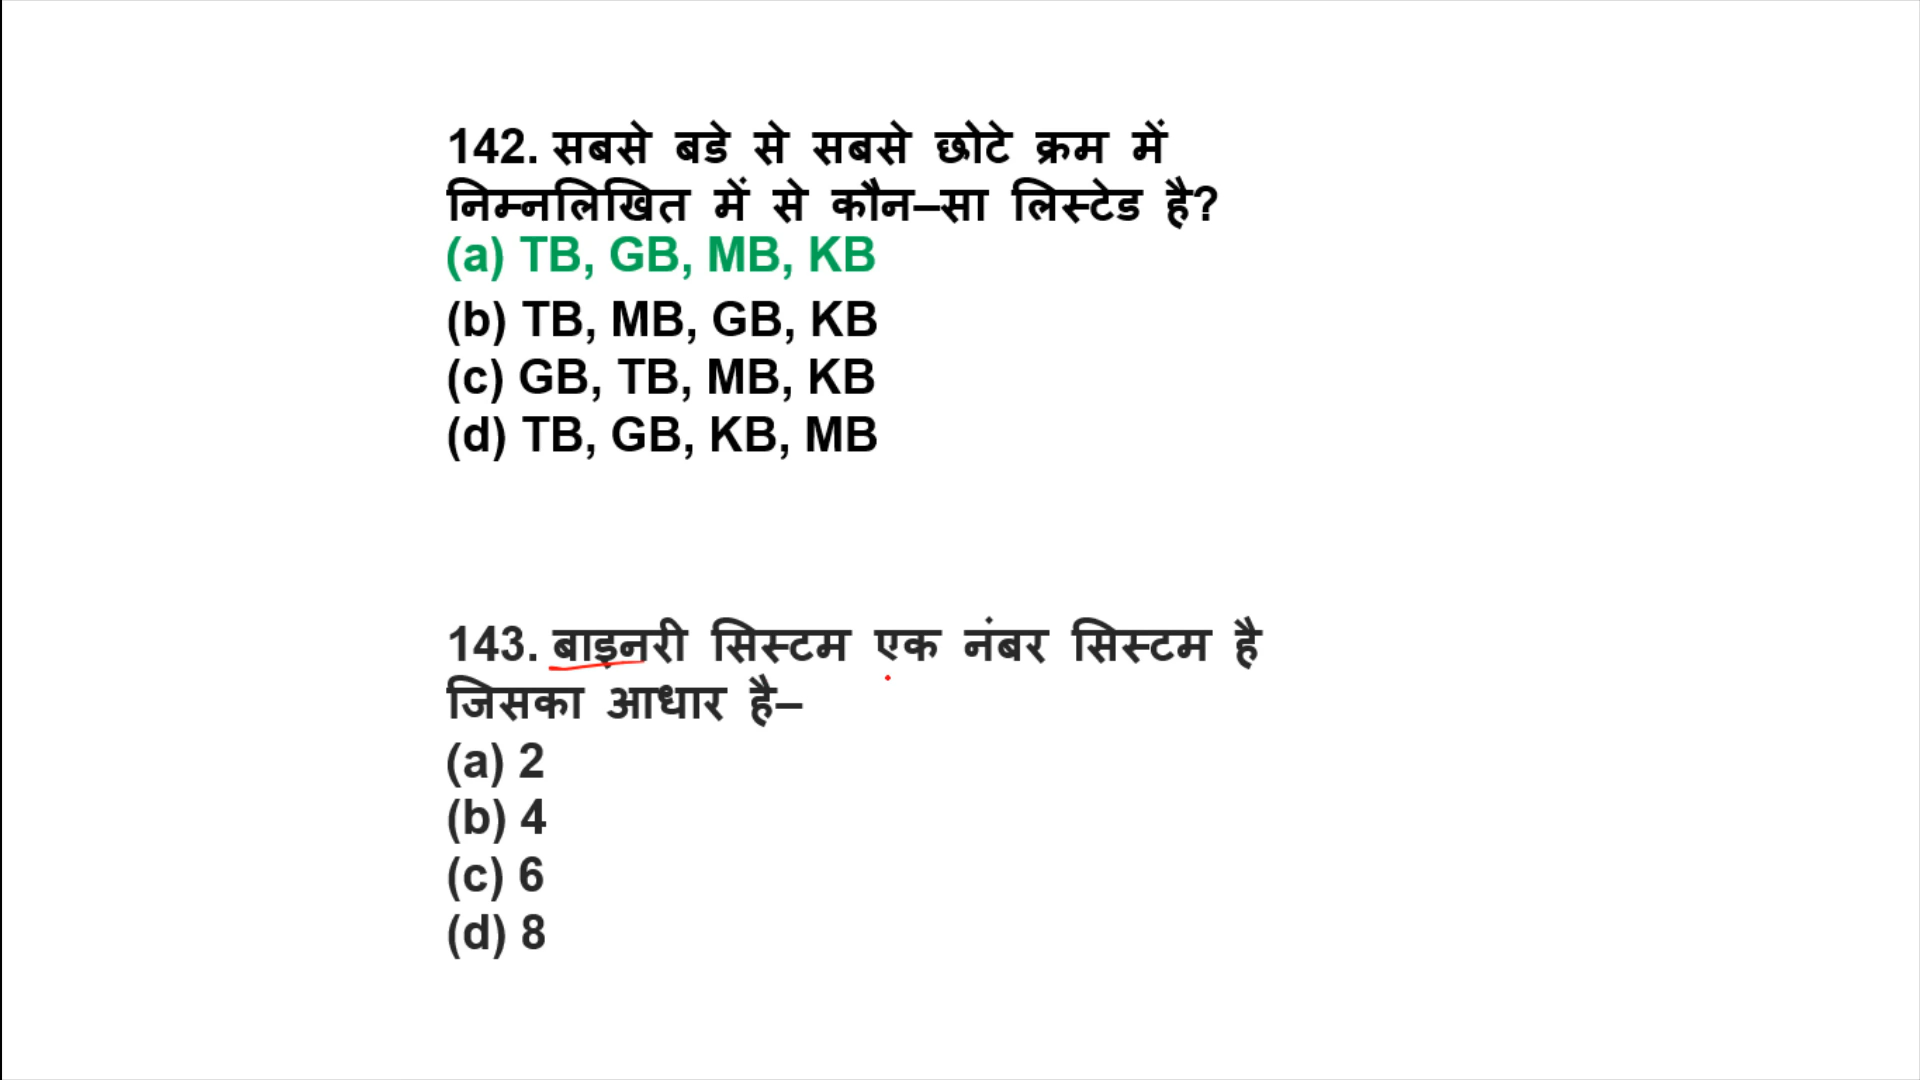 142. सबसे बडे से सबसे छोटे क्रम में
निम्नलिखित में से कौन–सा लिस्टेड है?
(a) TB, GB, MB, KB
(b) TB, MB, GB, KB
(c) GB, TB, MB, KB
(d) TB, GB, KB, MB
143. बाइनरी सिस्टम एक नंबर सिस्टम है
जिसका आधार है–
(a) 2
(b) 4
(c) 6
(d) 8